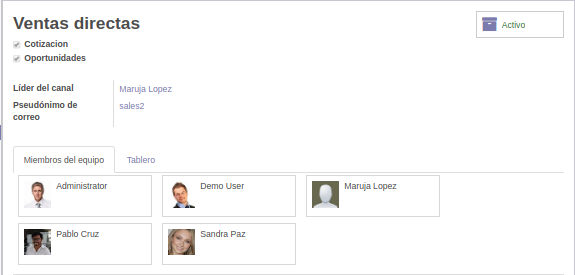 Ventas directas
Activo
Cotizacion
Oportunidades
Líder del canal
Maruja Lopez
Pseudónimo de
correo
sales2
Miembros del equipo
Tablero
Administrator
Demo User
Maruja Lopez
Pablo Cruz
Sandra Paz